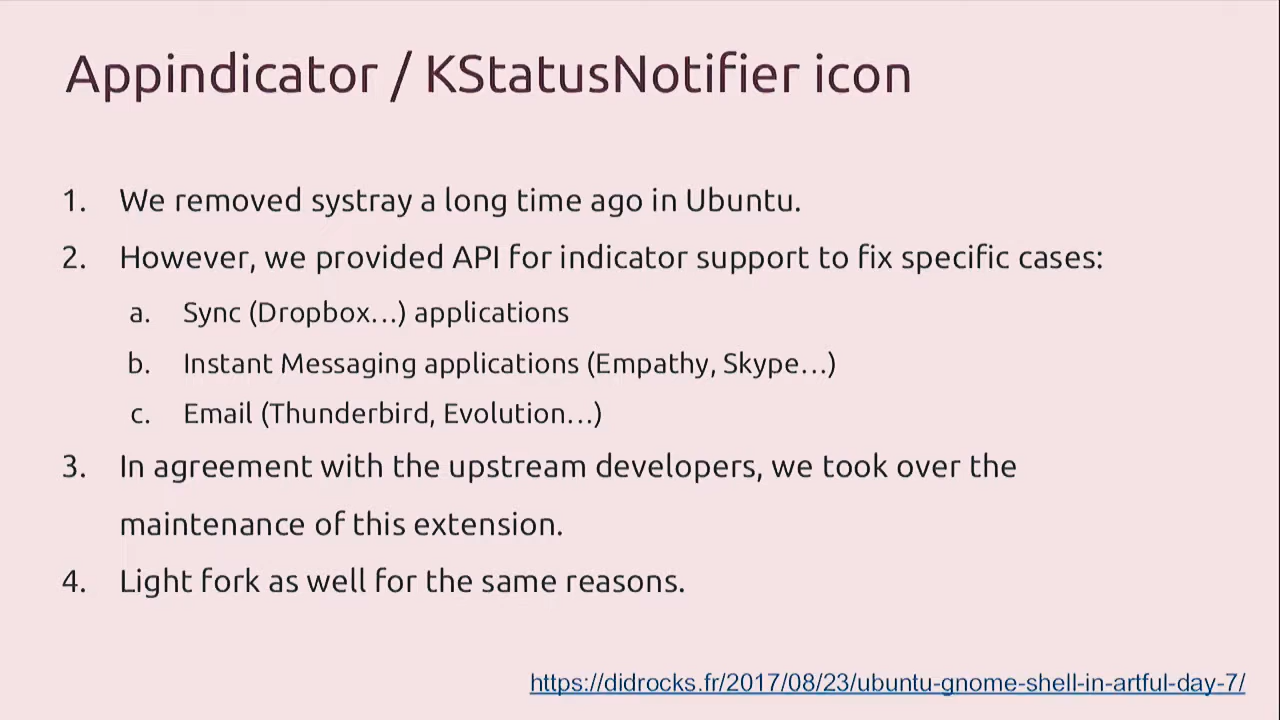 Appindicator / KStatusNotifier icon
1. We removed systray a long time ago in Ubuntu.
2. However, we provided API for indicator support to fix specific cases:
a. Sync (Dropbox…) applications
b. Instant Messaging applications (Empathy, Skype…)
c. Email (Thunderbird, Evolution…)
3. In agreement with the upstream developers, we took over the
maintenance of this extension.
4. Light fork as well for the same reasons.
https://didrocks.fr/2017/08/23/ubuntu-gnome-shell-in-artful-day-7/